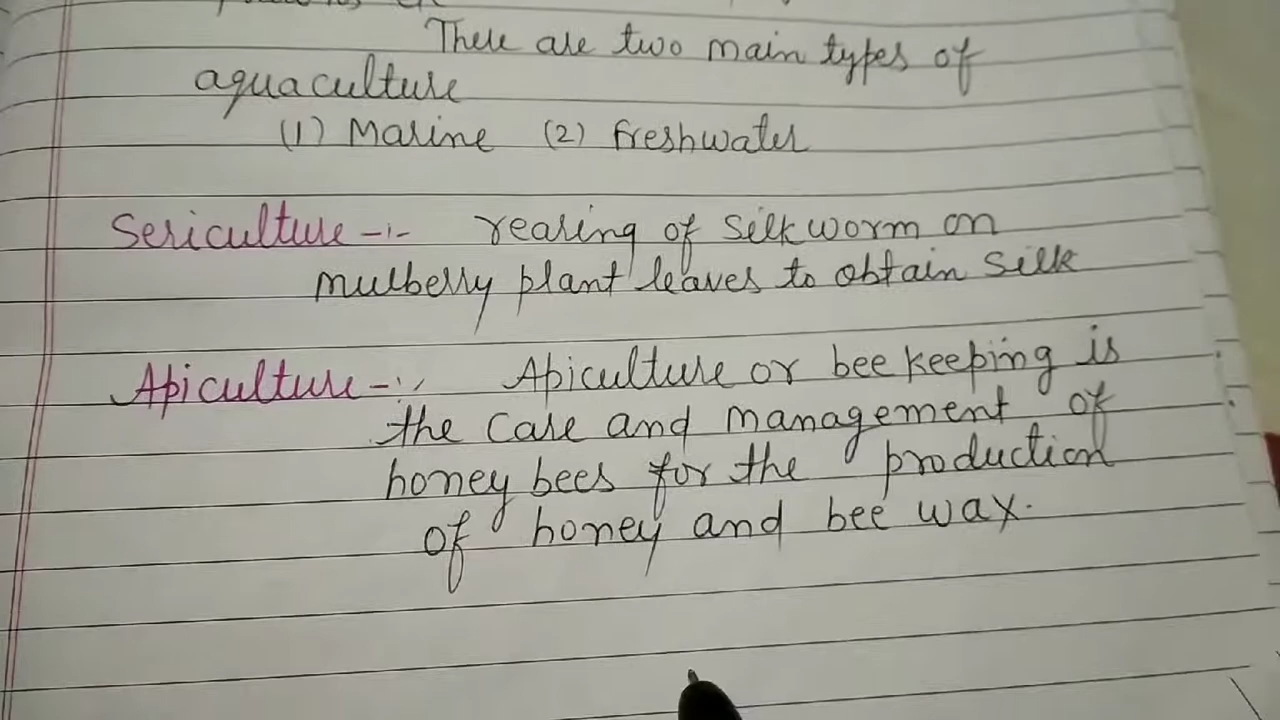 There are two main types of
aquaculture
(1) Marine (2) freshwater
Sericulture -:- rearing of silkworm on
mulberry plant leaves to obtain silk
Apiculture -:- Apiculture or bee keeping is
the care and management of
honey bees for the production
of honey and bee wax.